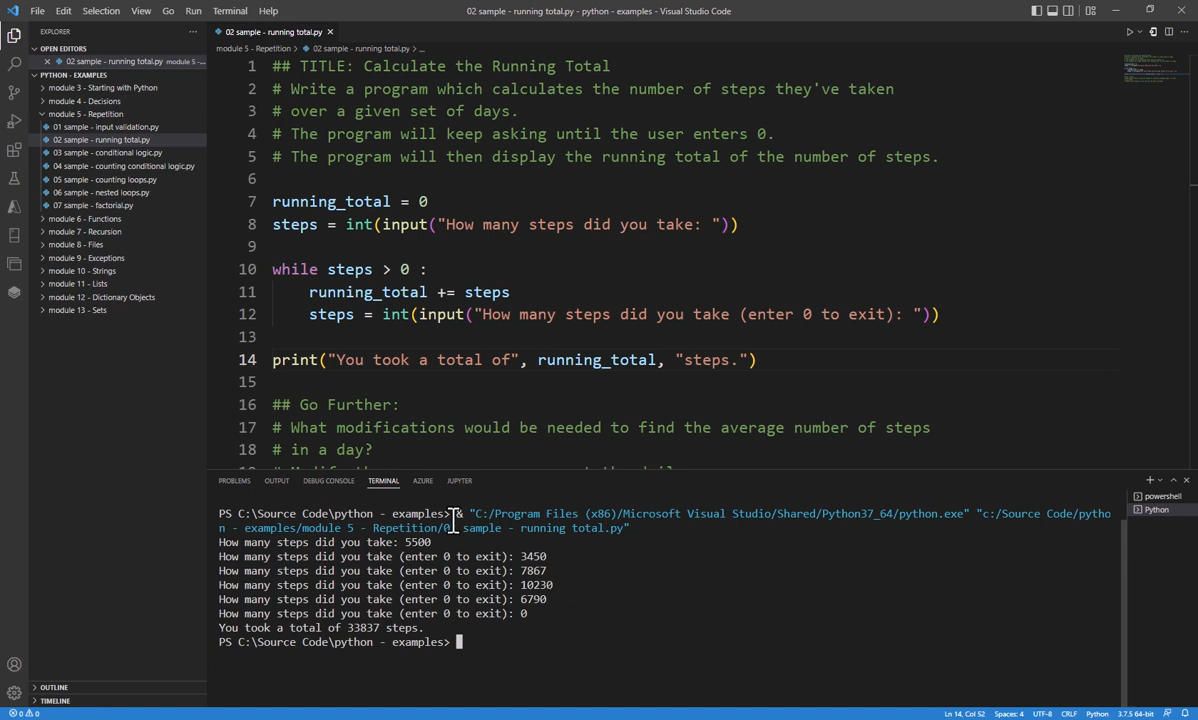 File Edit Selection View Go Run Terminal Help
02 sample - running total.py - python - examples - Visual Studio Code
EXPLORER
OPEN EDITORS
02 sample - running total.py module 5 -...
PYTHON - EXAMPLES
module 3 - Starting with Python
module 4 - Decisions
module 5 - Repetition
01 sample - input validation.py
02 sample - running total.py
03 sample - conditional logic.py
04 sample - counting conditional logic.py
05 sample - counting loops.py
06 sample - nested loops.py
07 sample - factorial.py
module 6 - Functions
module 7 - Recursion
module 8 - Files
module 9 - Exceptions
module 10 - Strings
module 11 - Lists
module 12 - Dictionary Objects
module 13 - Sets
OUTLINE
TIMELINE
02 sample - running total.py
module 5 - Repetition > 02 sample - running total.py > ...
1 ## TITLE: Calculate the Running Total
2 # Write a program which calculates the number of steps they've taken
3 # over a given set of days.
4 # The program will keep asking until the user enters 0.
5 # The program will then display the running total of the number of steps.
6
7 running_total = 0
8 steps = int(input("How many steps did you take: "))
9
10 while steps > 0 :
11 running_total += steps
12 steps = int(input("How many steps did you take (enter 0 to exit): "))
13
14 print("You took a total of", running_total, "steps.")
15
16 ## Go Further:
17 # What modifications would be needed to find the average number of steps
18 # in a day?
PROBLEMS OUTPUT DEBUG CONSOLE TERMINAL AZURE JUPYTER
powershell
Python
PS C:\Source Code\python - examples> & "C:/Program Files (x86)/Microsoft Visual Studio/Shared/Python37_64/python.exe" "c:/Source Code/pytho
n - examples/module 5 - Repetition/02 sample - running total.py"
How many steps did you take: 5500
How many steps did you take (enter 0 to exit): 3450
How many steps did you take (enter 0 to exit): 7867
How many steps did you take (enter 0 to exit): 10230
How many steps did you take (enter 0 to exit): 6790
How many steps did you take (enter 0 to exit): 0
You took a total of 33837 steps.
PS C:\Source Code\python - examples>
0 0 Ln 14, Col 52 Spaces: 4 UTF-8 CRLF Python 3.7.5 64-bit